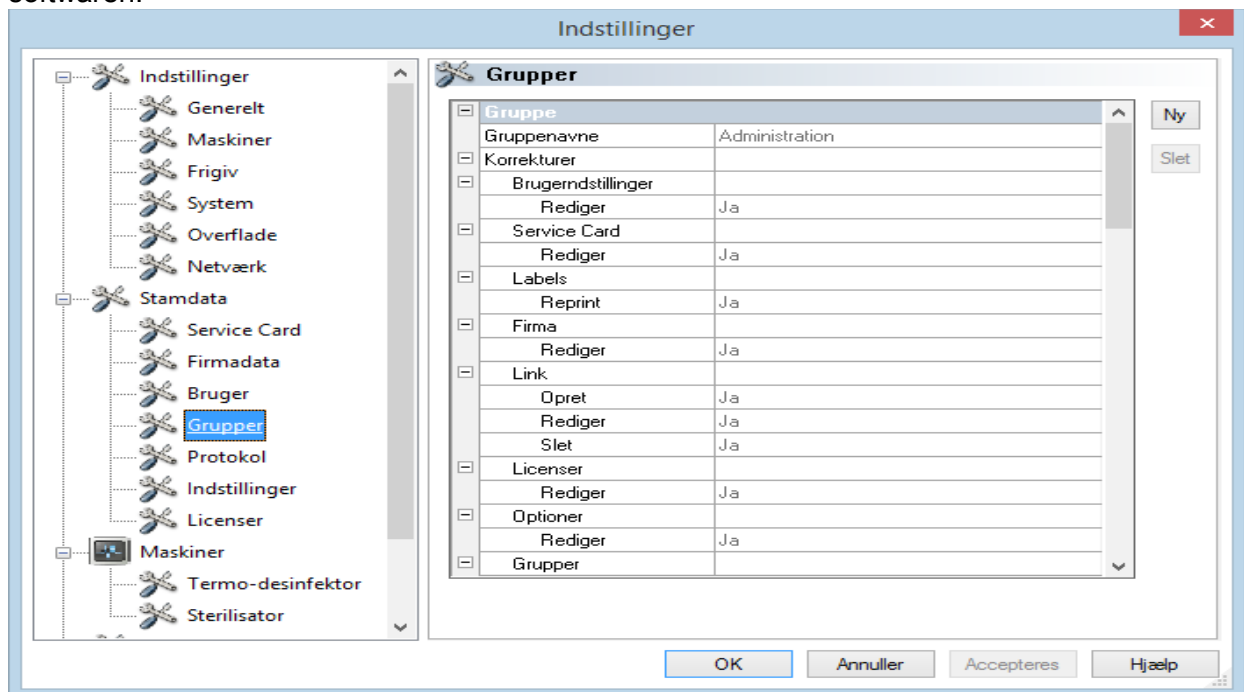 softwaren.
Indstillinger
Indstillinger
Generelt
Maskiner
Frigiv
System
Overflade
Netværk
Stamdata
Service Card
Firmadata
Bruger
Grupper
Protokol
Indstillinger
Licenser
Maskiner
Termo-desinfektor
Sterilisator
Grupper
Gruppe
Gruppenavne Administration
Korrekturer
Brugerndstillinger
Rediger Ja
Service Card
Rediger Ja
Labels
Reprint Ja
Firma
Rediger Ja
Link
Opret Ja
Rediger Ja
Slet Ja
Licenser
Rediger Ja
Optioner
Rediger Ja
Grupper
Ny
Slet
OK Annuller Accepteres Hjælp